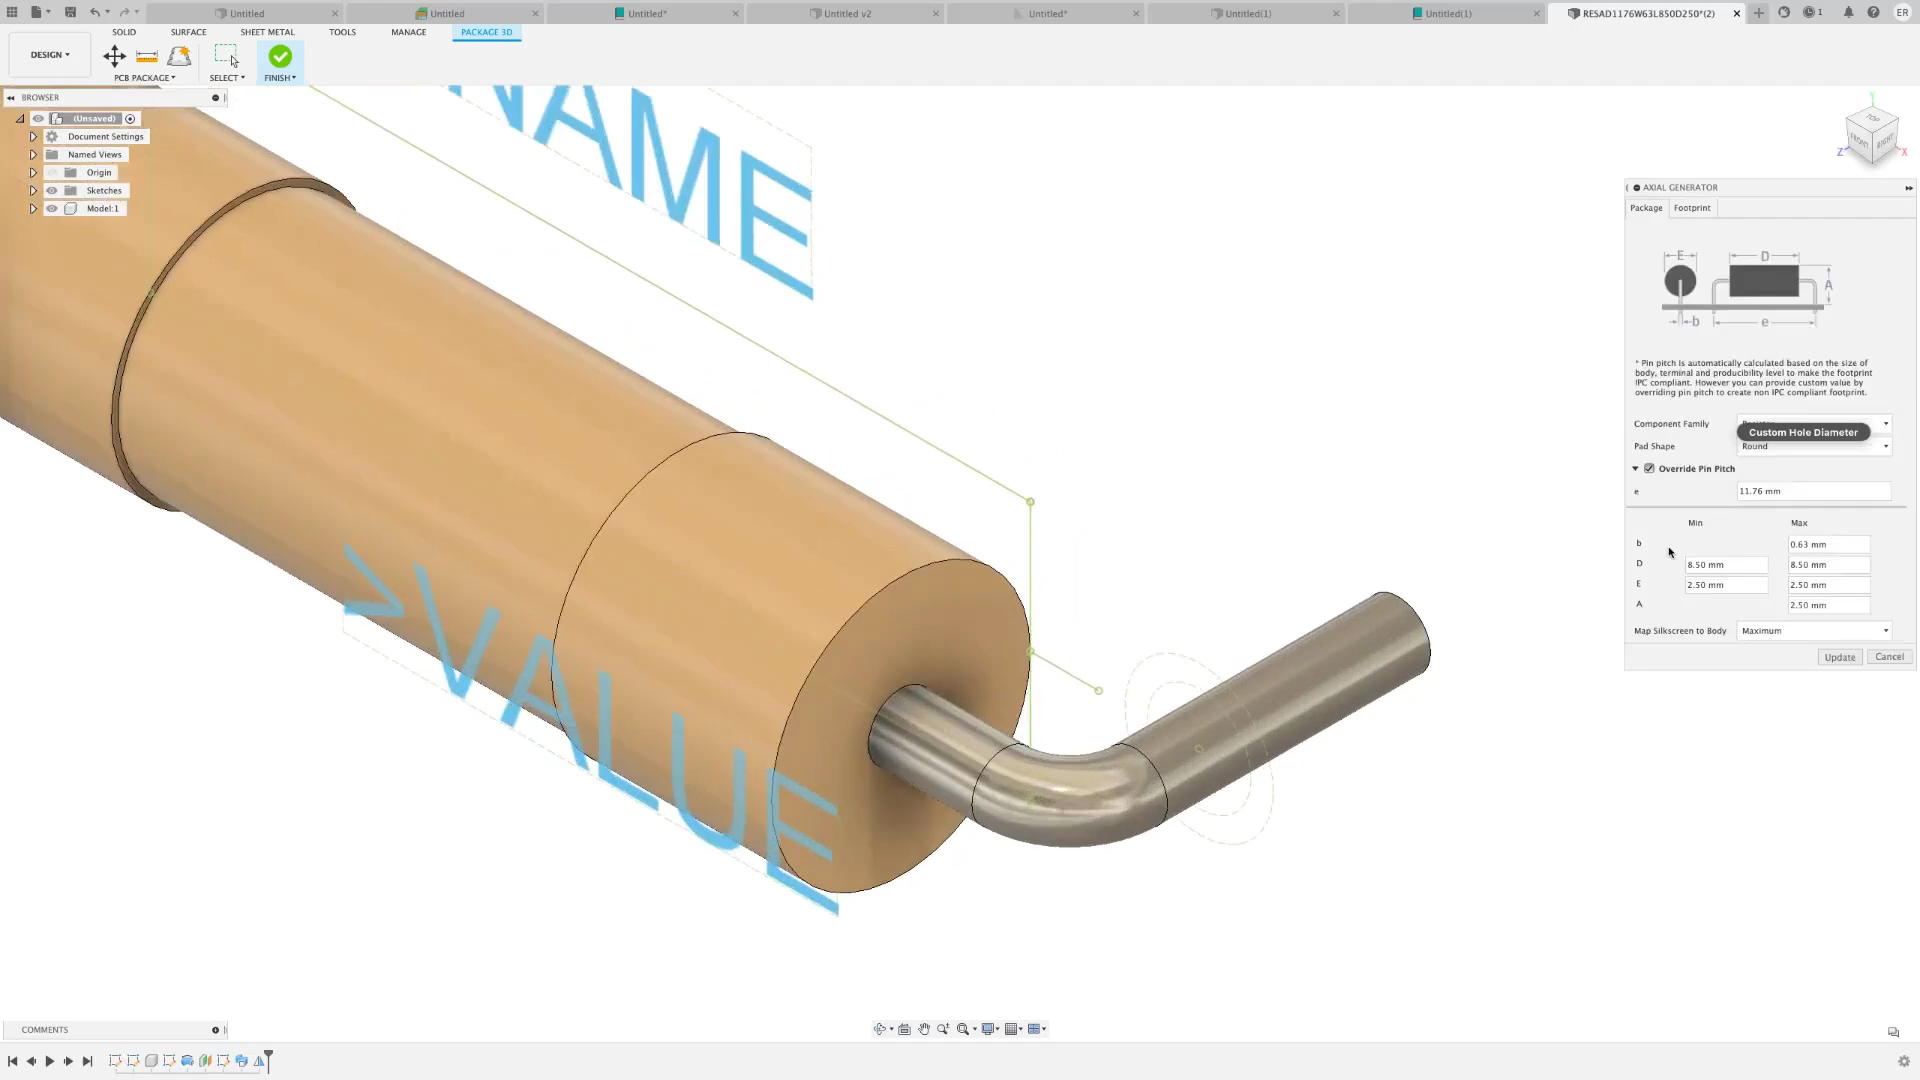 Untitled
Untitled
Untitled*
Untitled v2
Untitled*
Untitled(1)
Untitled(1)
RESAD1176W63L850D250*(2)
1
ER
SOLID
SURFACE
SHEET METAL
TOOLS
MANAGE
PACKAGE 3D
DESIGN
PCB PACKAGE
SELECT
FINISH
BROWSER
(Unsaved)
Document Settings
Named Views
Origin
Sketches
Model:1
NAME
>VALUE
TOP
FRONT
RIGHT
Y
Z
X
AXIAL GENERATOR
Package
Footprint
E
D
A
b
e
* Pin pitch is automatically calculated based on the size of
body, terminal and producibility level to make the footprint
IPC compliant. However you can provide custom value by
overriding pin pitch to create non IPC compliant footprint.
Component Family
Custom Hole Diameter
Pad Shape
Round
Override Pin Pitch
e
11.76 mm
Min
Max
b
0.63 mm
D
8.50 mm
8.50 mm
E
2.50 mm
2.50 mm
A
2.50 mm
Map Silkscreen to Body
Maximum
Update
Cancel
COMMENTS